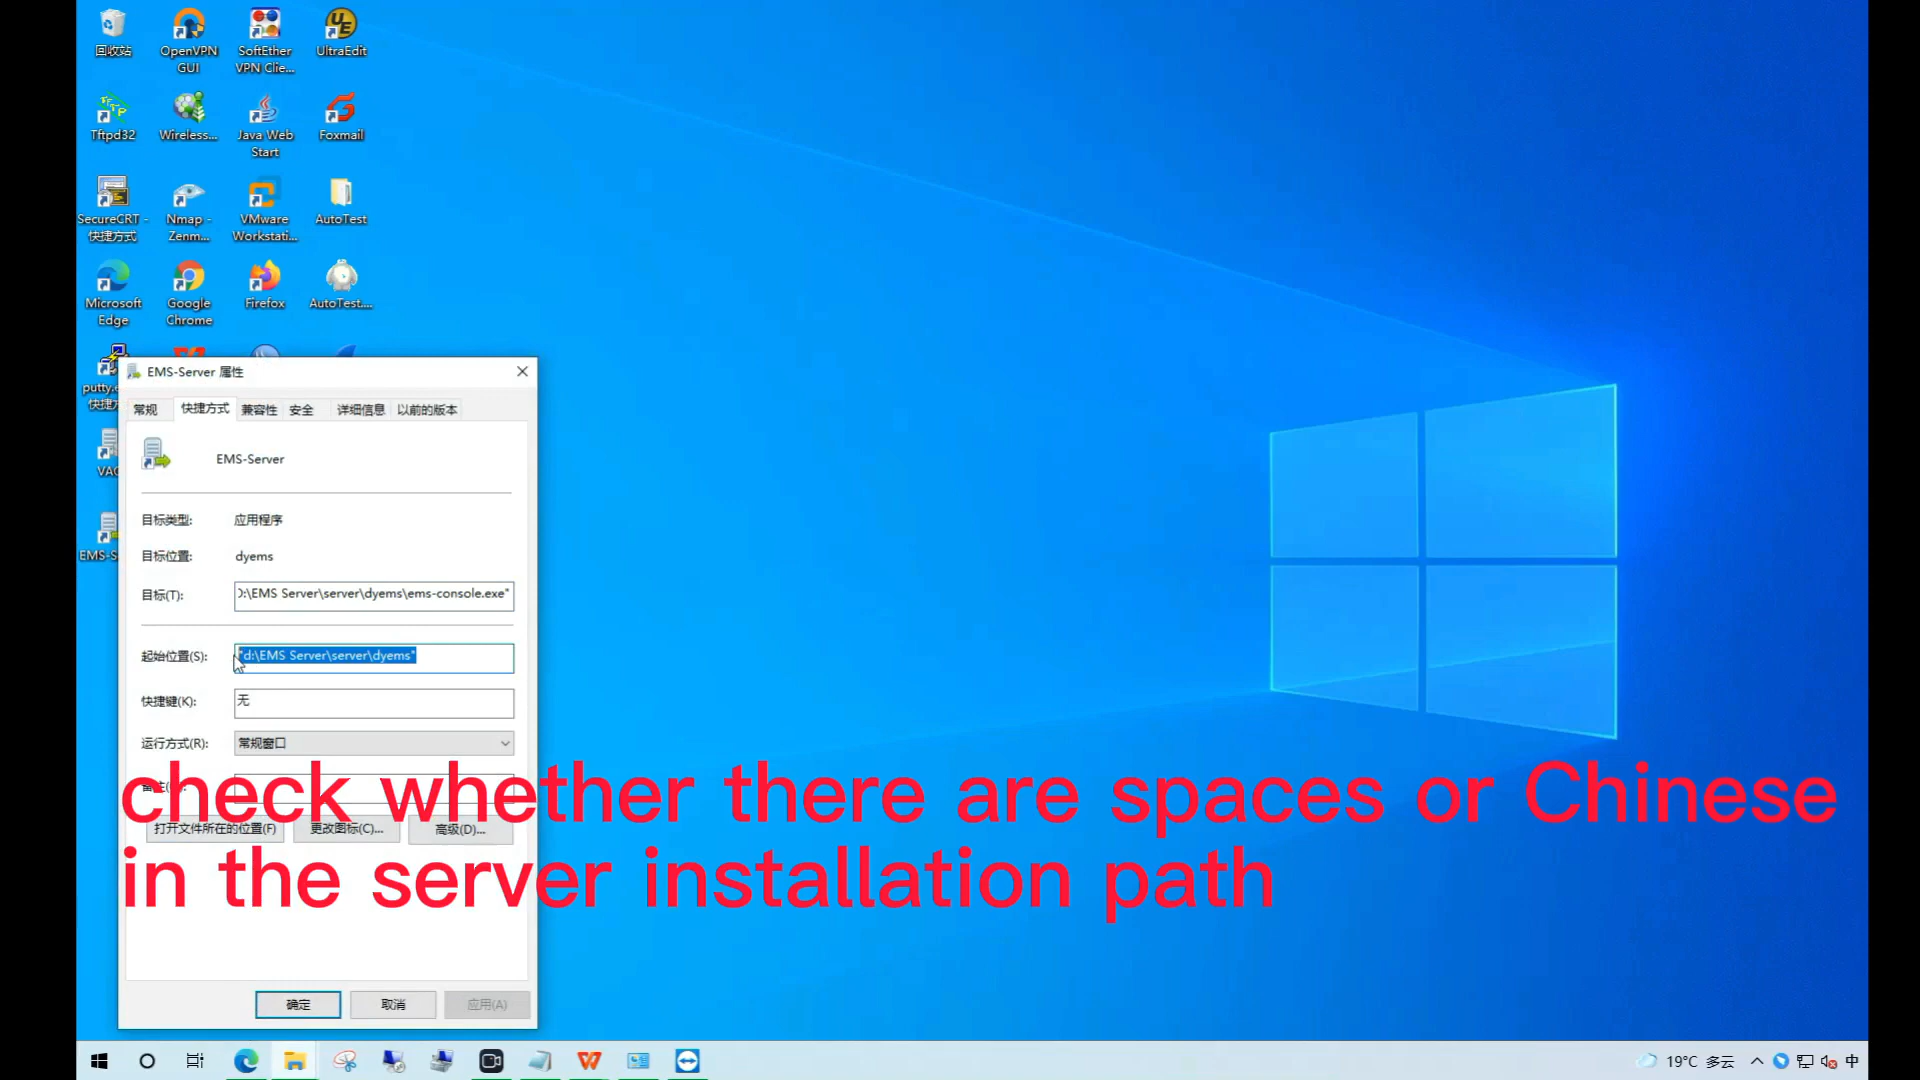 回收站
OpenVPN
GUI
SoftEther
VPN Clie...
UltraEdit
Tftpd32
Wireless...
Java Web
Start
Foxmail
SecureCRT -
快捷方式
Nmap -
Zenm...
VMware
Workstati...
AutoTest
Microsoft
Edge
Google
Chrome
Firefox
AutoTest....
putty.e
快捷方
VAC
EMS-S
EMS-Server 属性
常规
快捷方式
兼容性
安全
详细信息
以前的版本
EMS-Server
目标类型:
应用程序
目标位置:
dyems
目标(T):
D:\EMS Server\server\dyems\ems-console.exe"
起始位置(S):
"d:\EMS Server\server\dyems"
快捷键(K):
无
运行方式(R):
常规窗口
check whether there are spaces or Chinese
in the server installation path
打开文件所在的位置(F)
更改图标(C)...
高级(D)...
确定
取消
应用(A)
19°C 多云
中